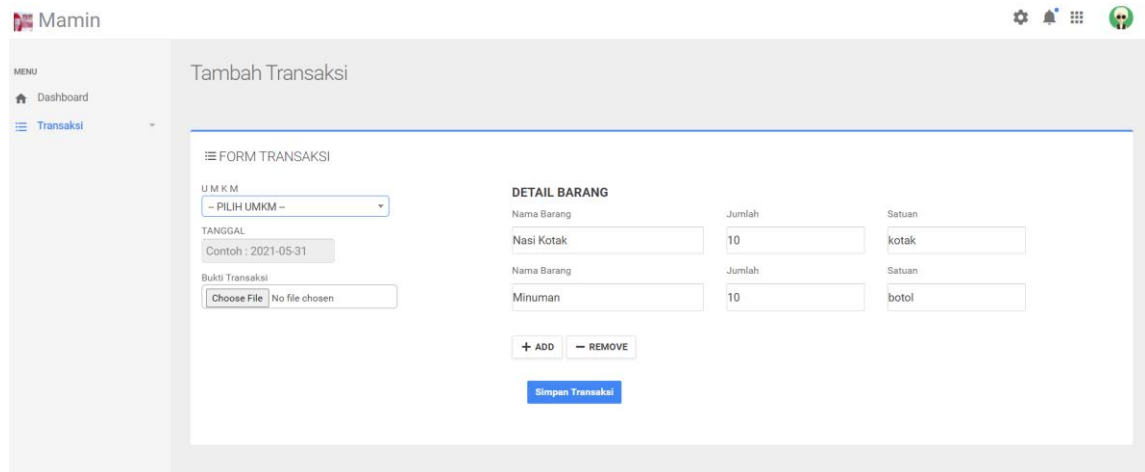 Mamin
MENU
Dashboard
Transaksi
Tambah Transaksi
FORM TRANSAKSI
UMKM
-- PILIH UMKM --
TANGGAL
Contoh : 2021-05-31
Bukti Transaksi
Choose File No file chosen
DETAIL BARANG
Nama Barang Jumlah Satuan
Nasi Kotak 10 kotak
Nama Barang Jumlah Satuan
Minuman 10 botol
+ ADD − REMOVE
Simpan Transaksi